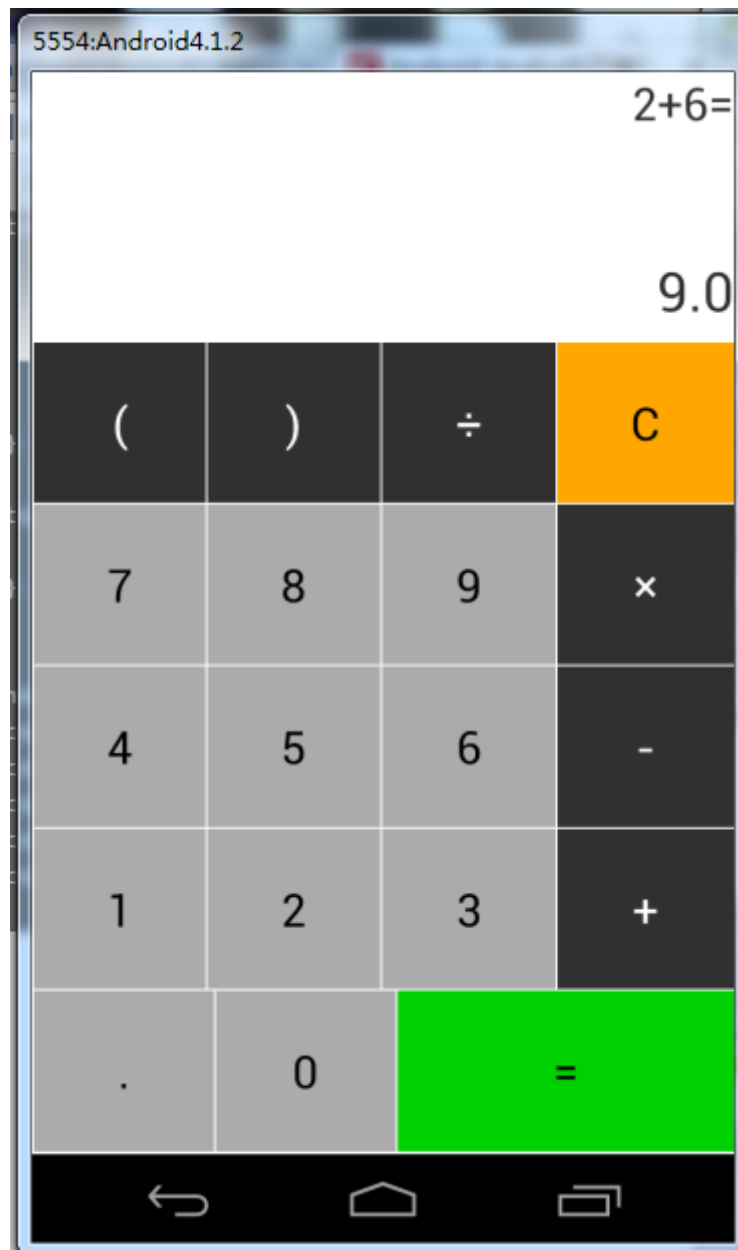 5554:Android4.1.2
2+6=
9.0
( ) ÷ C
7 8 9 ×
4 5 6 -
1 2 3 +
. 0 =